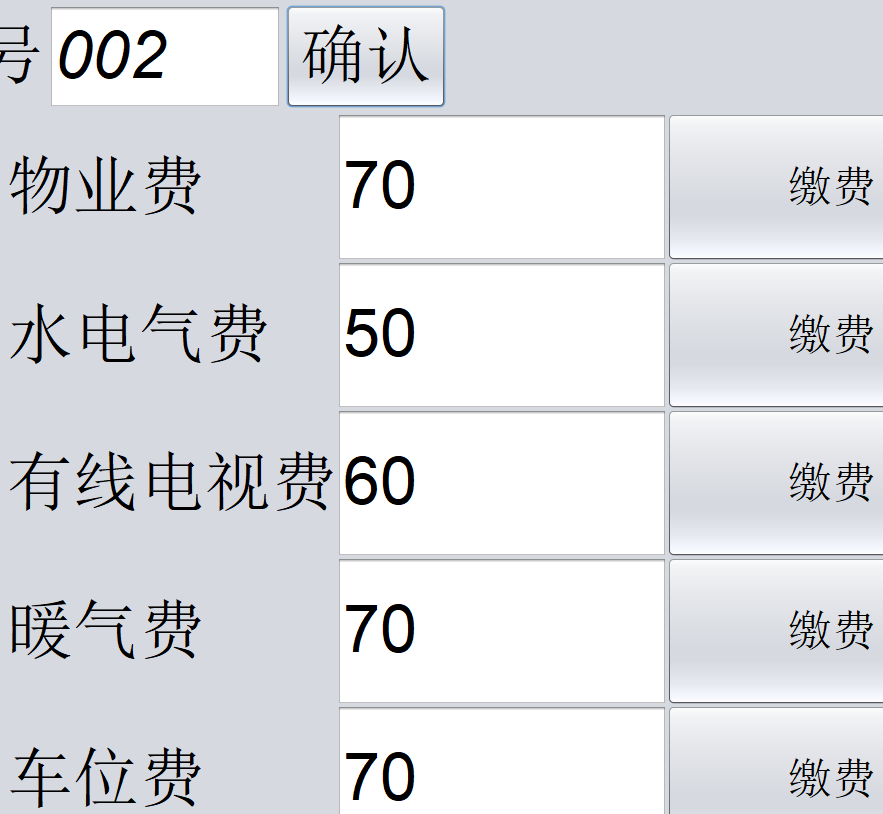 号 002 确认
物业费 70 缴费
水电气费 50 缴费
有线电视费 60 缴费
暖气费 70 缴费
车位费 70 缴费